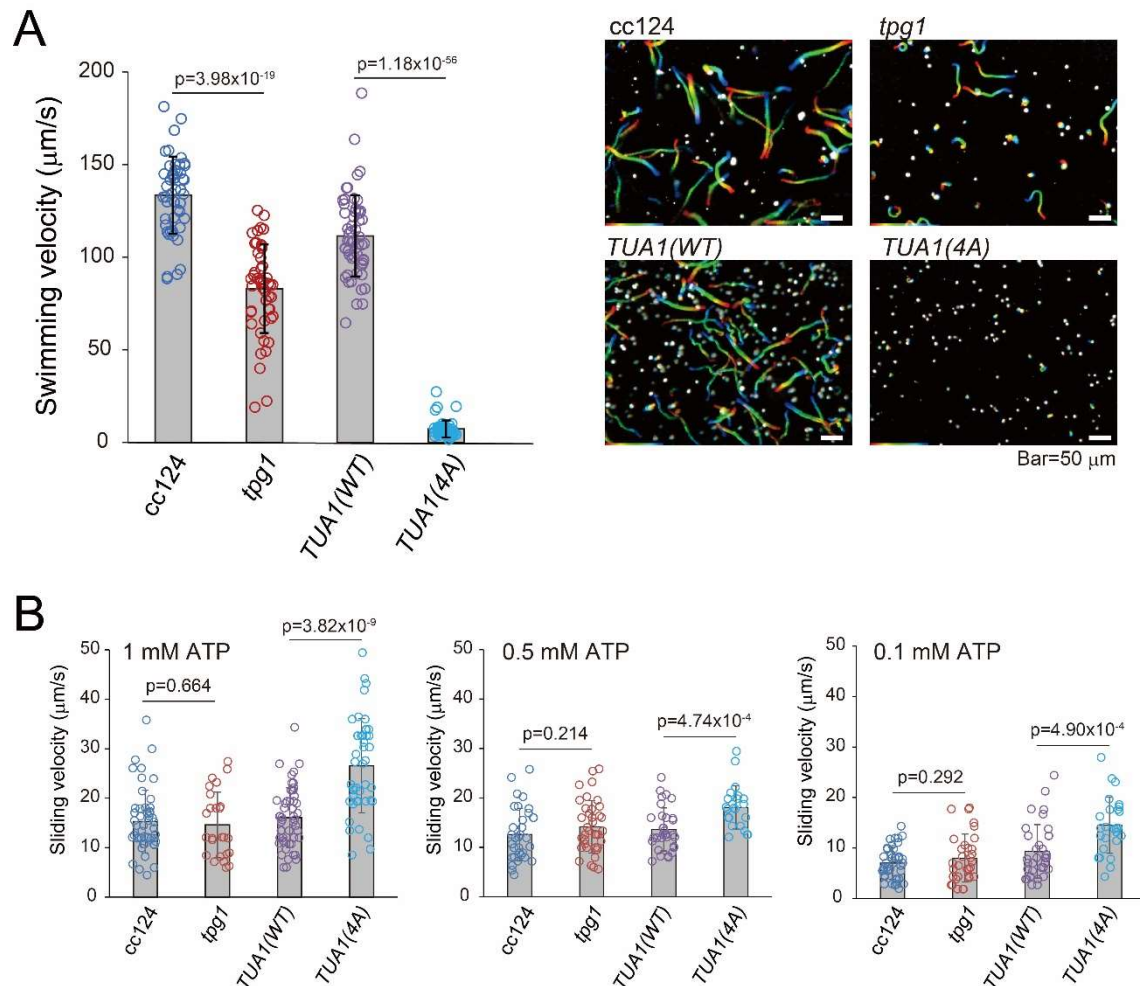 A
Swimming velocity (μm/s)
200
150
100
50
0
p=3.98x10⁻¹⁹
p=1.18x10⁻⁵⁶
cc124
tpg1
TUA1(WT)
TUA1(4A)
cc124
tpg1
TUA1(WT)
TUA1(4A)
Bar=50 μm
B
Sliding velocity (μm/s)
50
40
30
20
10
0
1 mM ATP
p=0.664
p=3.82x10⁻⁹
cc124
tpg1
TUA1(WT)
TUA1(4A)
Sliding velocity (μm/s)
50
40
30
20
10
0
0.5 mM ATP
p=0.214
p=4.74x10⁻⁴
cc124
tpg1
TUA1(WT)
TUA1(4A)
Sliding velocity (μm/s)
50
40
30
20
10
0
0.1 mM ATP
p=0.292
p=4.90x10⁻⁴
cc124
tpg1
TUA1(WT)
TUA1(4A)